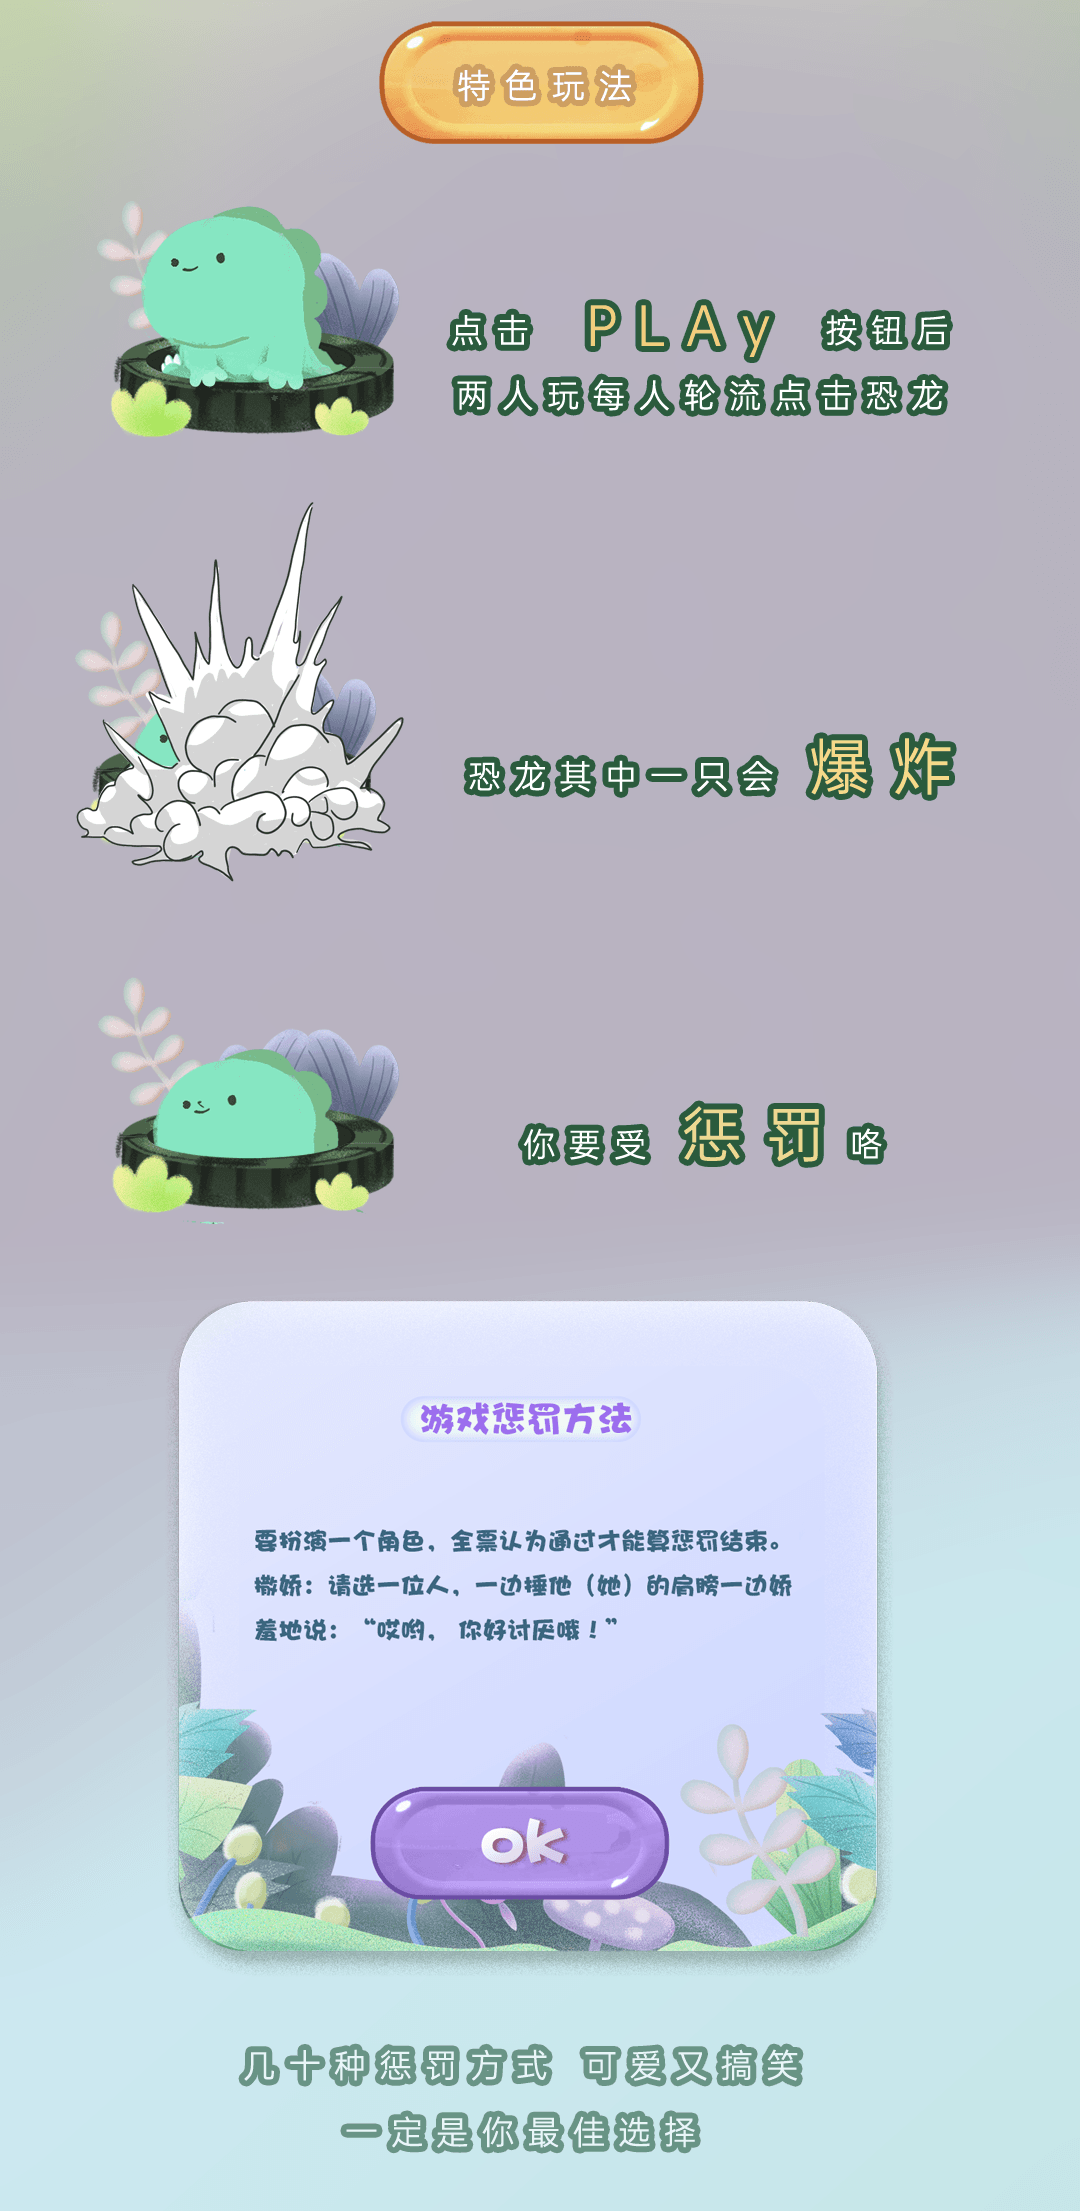 特色玩法
点击 PLAy 按钮后
两人玩每人轮流点击恐龙
恐龙其中一只会 爆炸
你要受 惩罚 咯
游戏惩罚方法
要扮演一个角色，全票认为通过才能算惩罚结束。
撒娇：请选一位人，一边捶他（她）的肩膀一边娇
羞地说：“哎哟， 你好讨厌哦！”
ok
几十种惩罚方式 可爱又搞笑
一定是你最佳选择